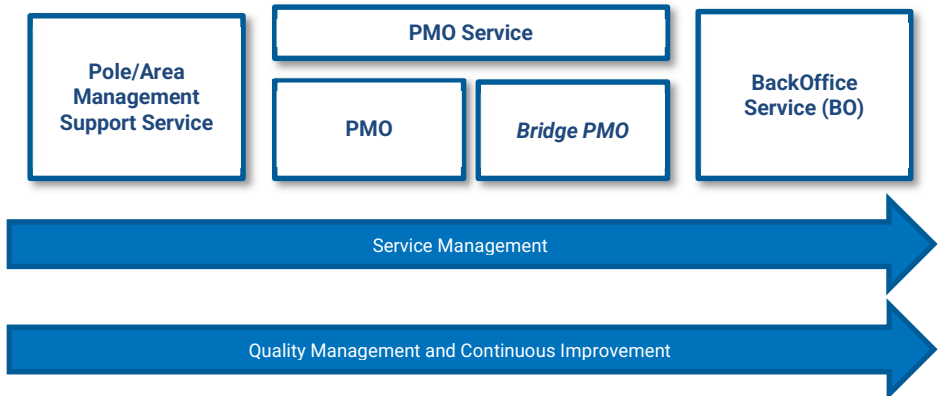 Pole/Area
Management
Support Service
PMO Service
PMO
Bridge PMO
BackOffice
Service (BO)
Service Management
Quality Management and Continuous Improvement